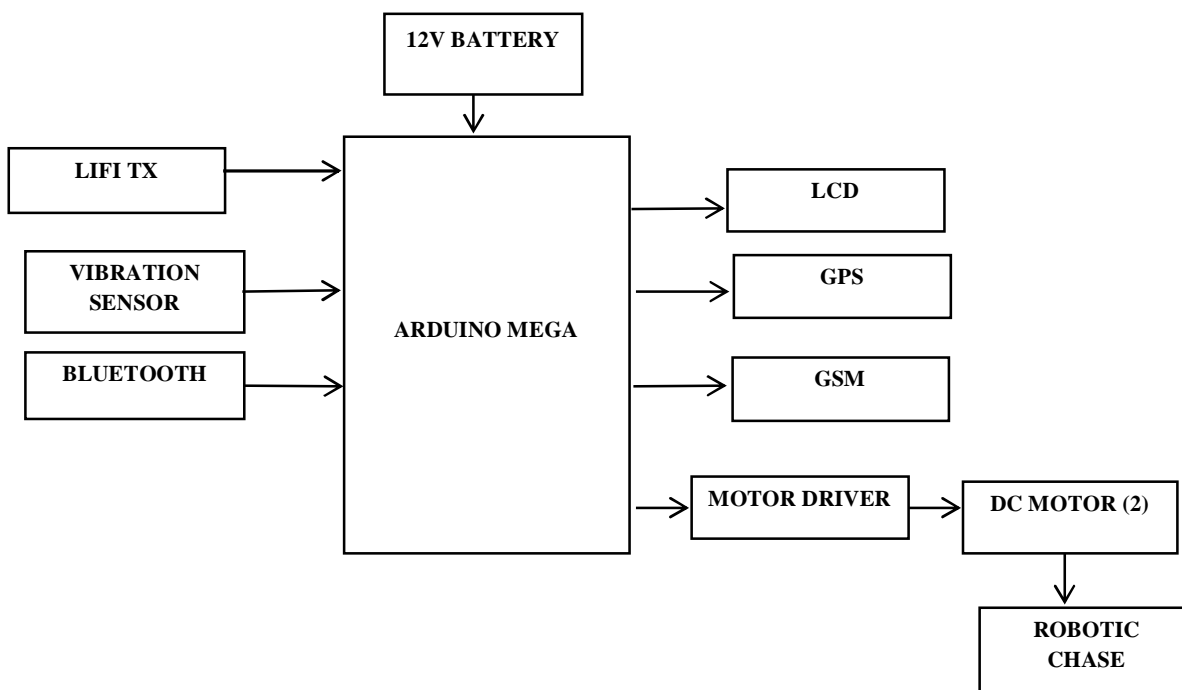 12V BATTERY
LIFI TX
LCD
VIBRATION
SENSOR
GPS
ARDUINO MEGA
BLUETOOTH
GSM
MOTOR DRIVER
DC MOTOR (2)
ROBOTIC
CHASE